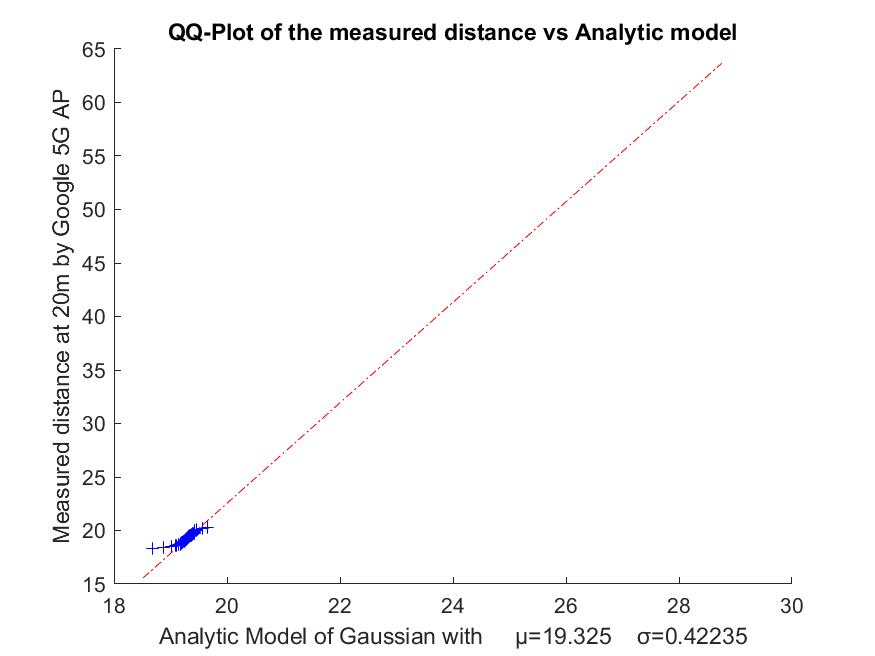 QQ-Plot of the measured distance vs Analytic model
Measured distance at 20m by Google 5G AP
65
60
55
50
45
40
35
30
25
20
15
18 20 22 24 26 28 30
Analytic Model of Gaussian with μ=19.325 σ=0.42235